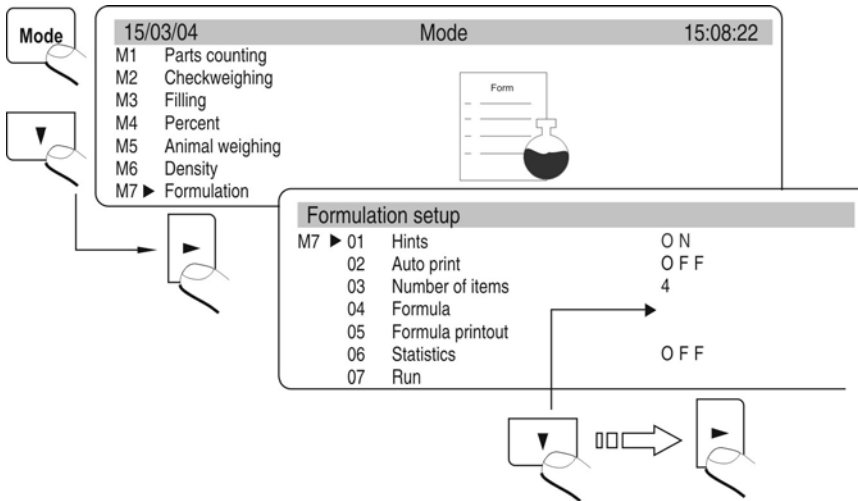 Mode
15/03/04 Mode 15:08:22
M1 Parts counting
M2 Checkweighing
M3 Filling
M4 Percent
M5 Animal weighing
M6 Density
M7 Formulation
Form
Formulation setup
M7 01 Hints ON
02 Auto print OFF
03 Number of items 4
04 Formula
05 Formula printout
06 Statistics OFF
07 Run